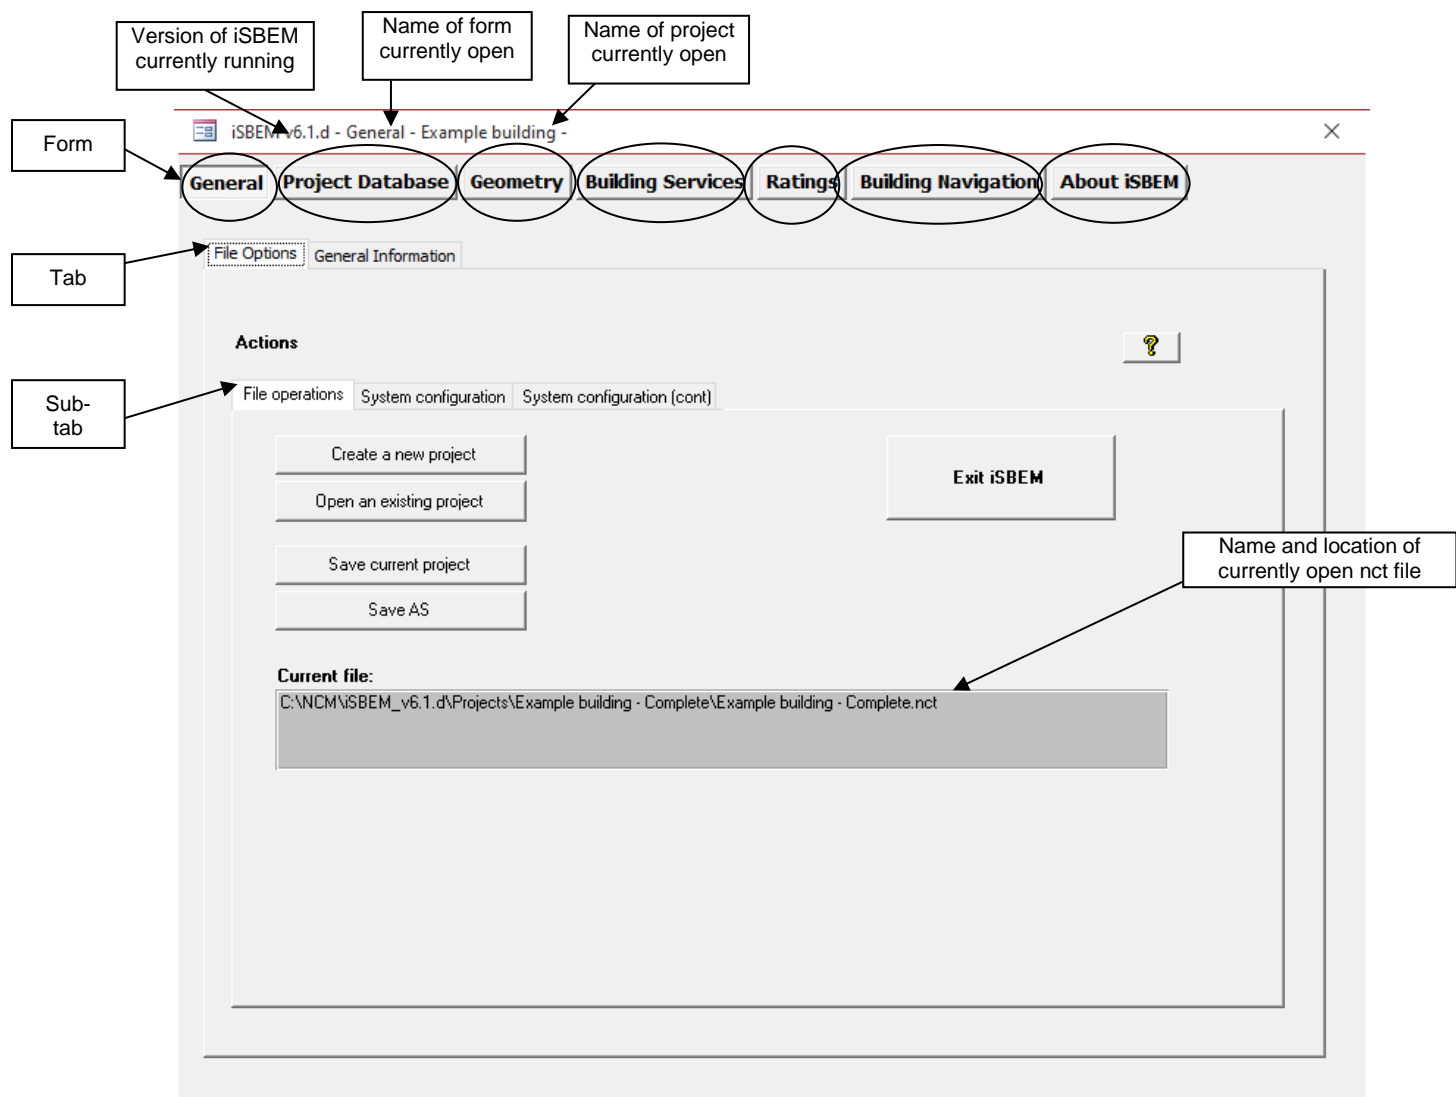 Version of iSBEM
currently running
Name of form
currently open
Name of project
currently open
iSBEM v6.1.d - General - Example building -
Form
General Project Database Geometry Building Services Ratings Building Navigation About iSBEM
File Options General Information
Tab
Actions
?
Sub-
tab
File operations System configuration System configuration (cont)
Create a new project
Exit iSBEM
Open an existing project
Save current project
Name and location of
currently open nct file
Save AS
Current file:
C:\NCM\iSBEM_v6.1.d\Projects\Example building - Complete\Example building - Complete.nct